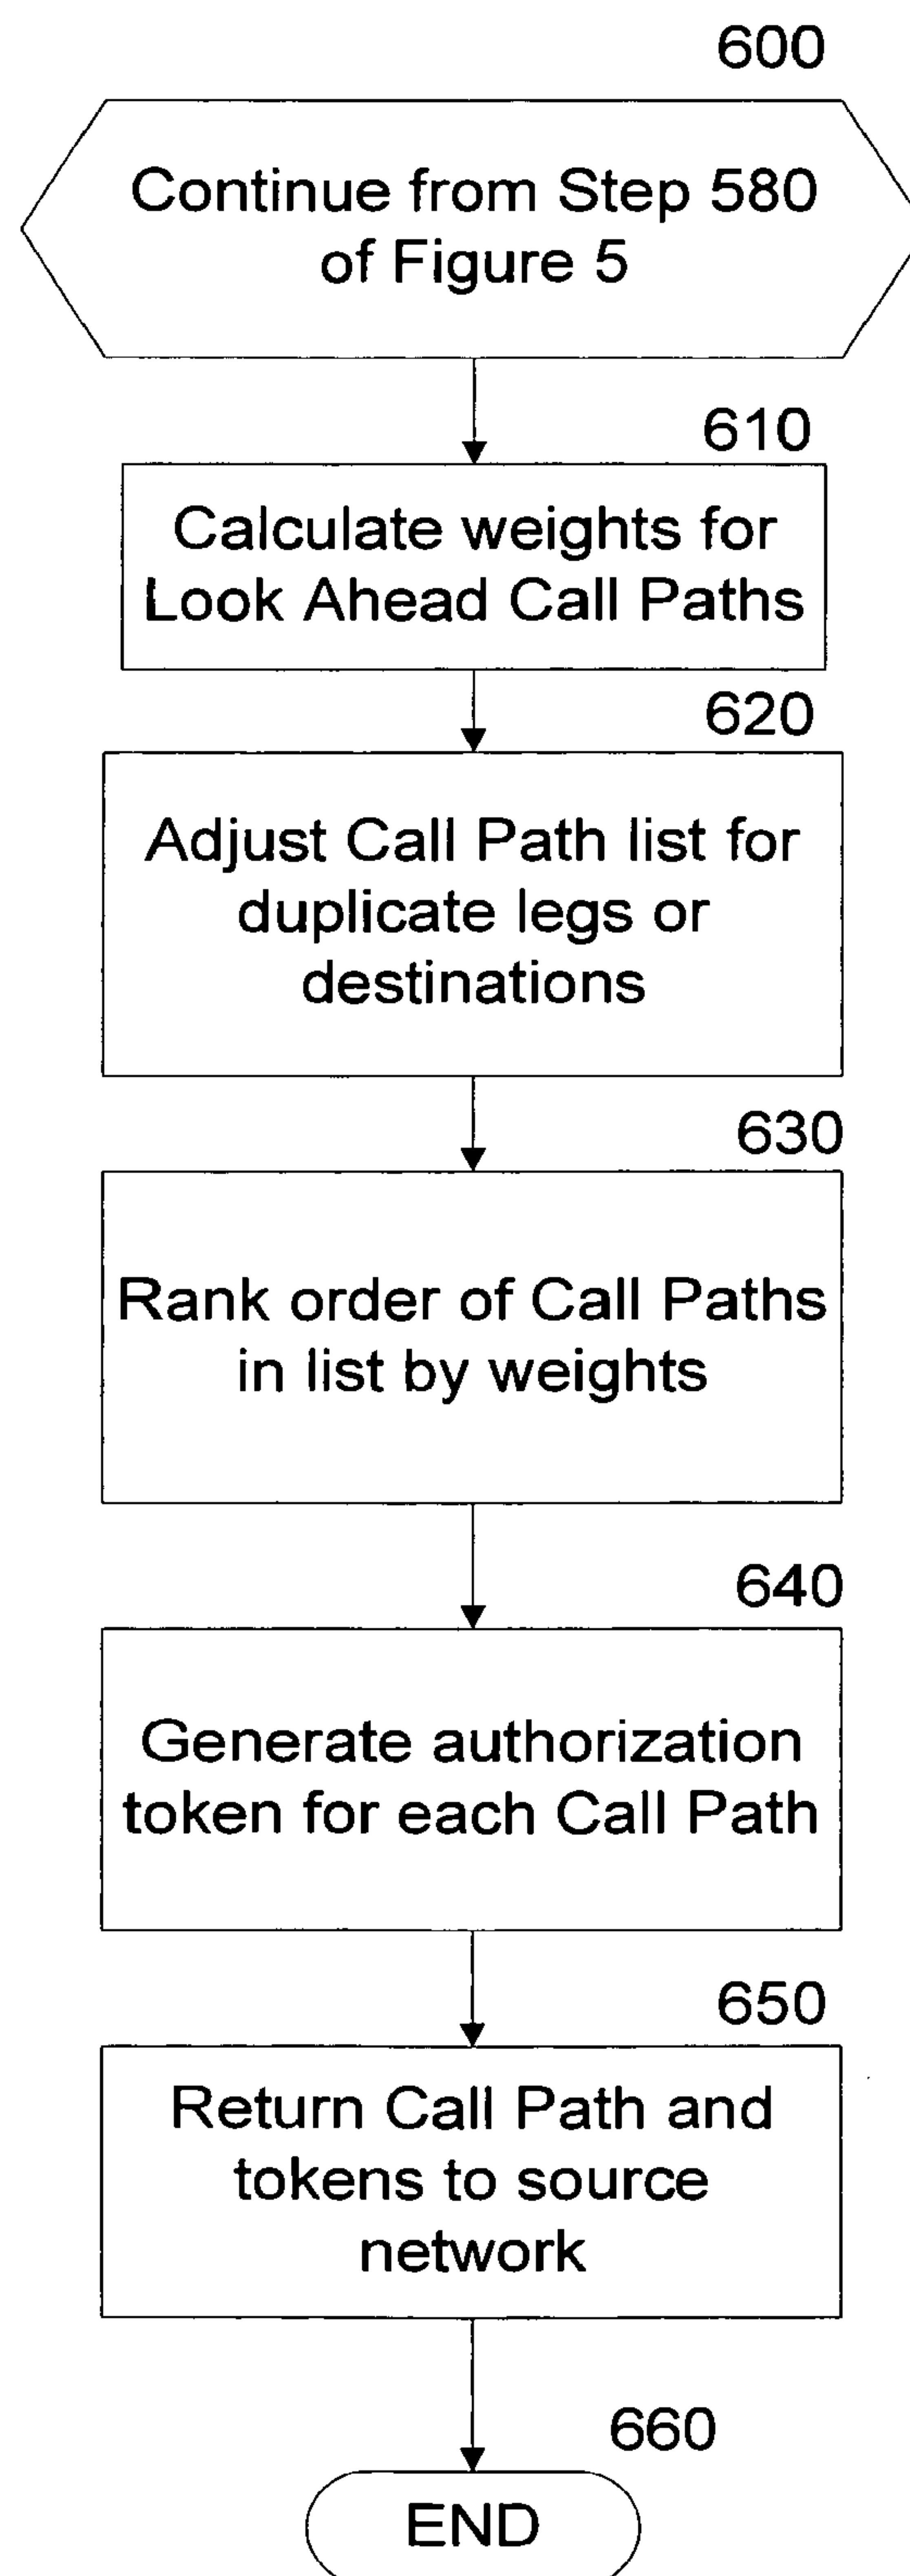 600
Continue from Step 580
of Figure 5
610
Calculate weights for
Look Ahead Call Paths
620
Adjust Call Path list for
duplicate legs or
destinations
630
Rank order of Call Paths
in list by weights
640
Generate authorization
token for each Call Path
650
Return Call Path and
tokens to source
network
660
END